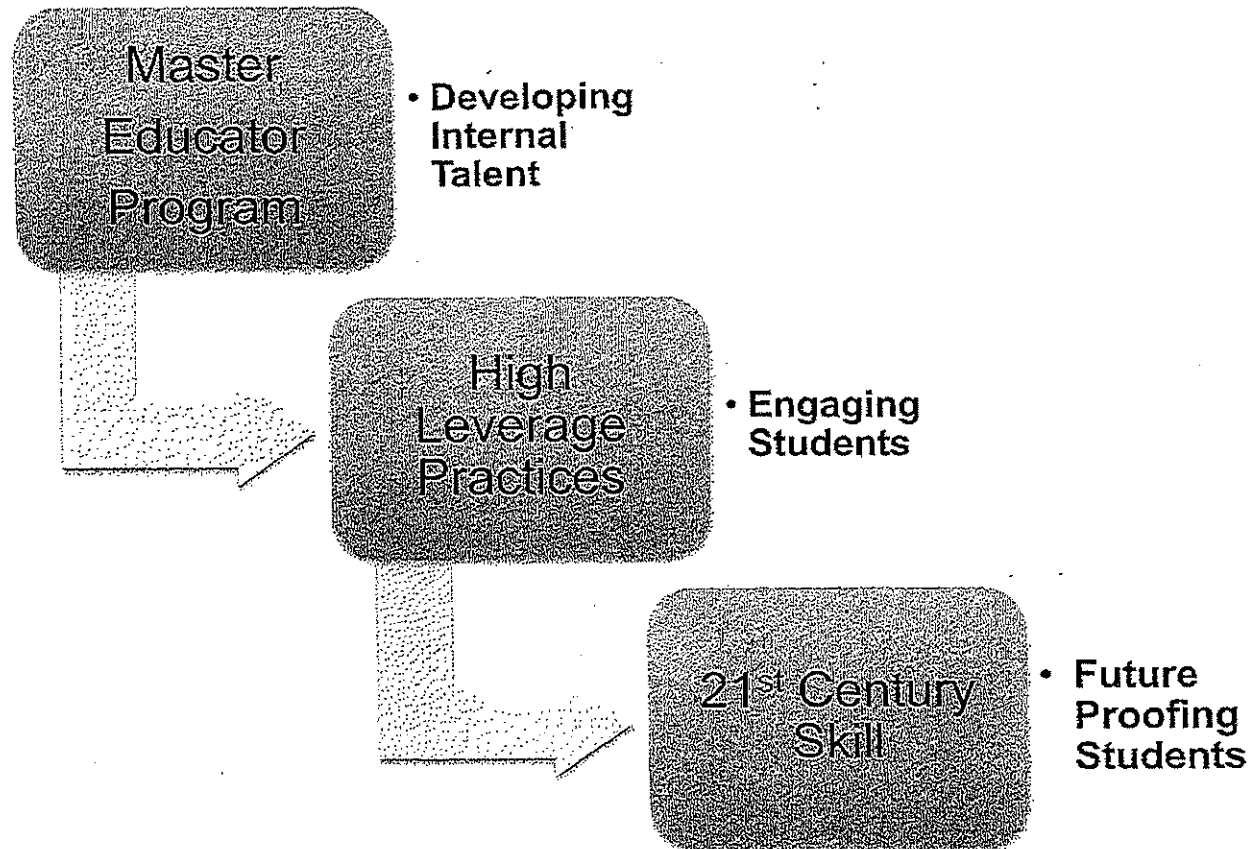 Master
Educator
Program
• Developing
Internal
Talent
High
Leverage
Practices
• Engaging
Students
21st Century
Skill
• Future
Proofing
Students